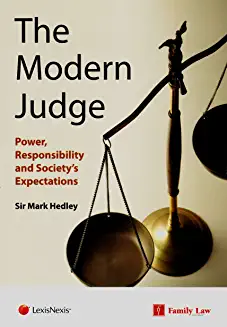 The
Modern
Judge
Power,
Responsibility
and Society's
Expectations
Sir Mark Hedley
LexisNexis®
Family Law